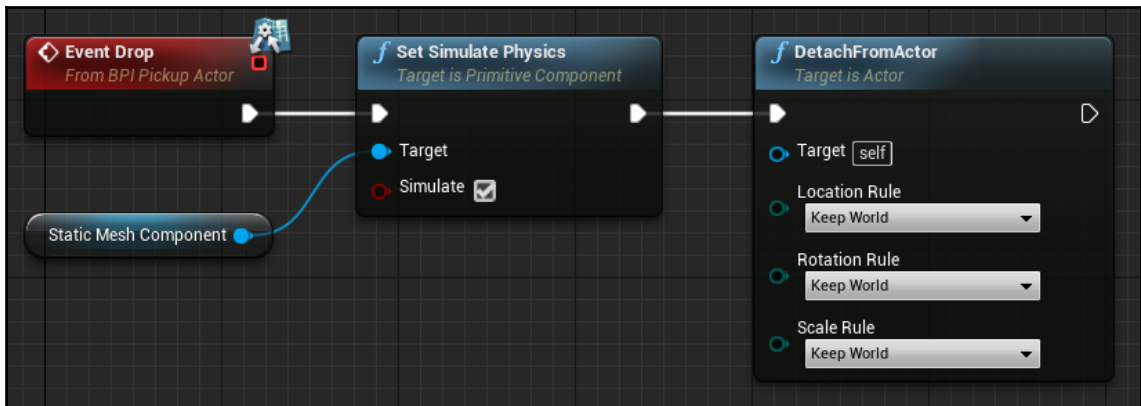 Event Drop
From BPI Pickup Actor
Static Mesh Component
Set Simulate Physics
Target is Primitive Component
Target
Simulate
DetachFromActor
Target is Actor
Target self
Location Rule
Keep World
Rotation Rule
Keep World
Scale Rule
Keep World